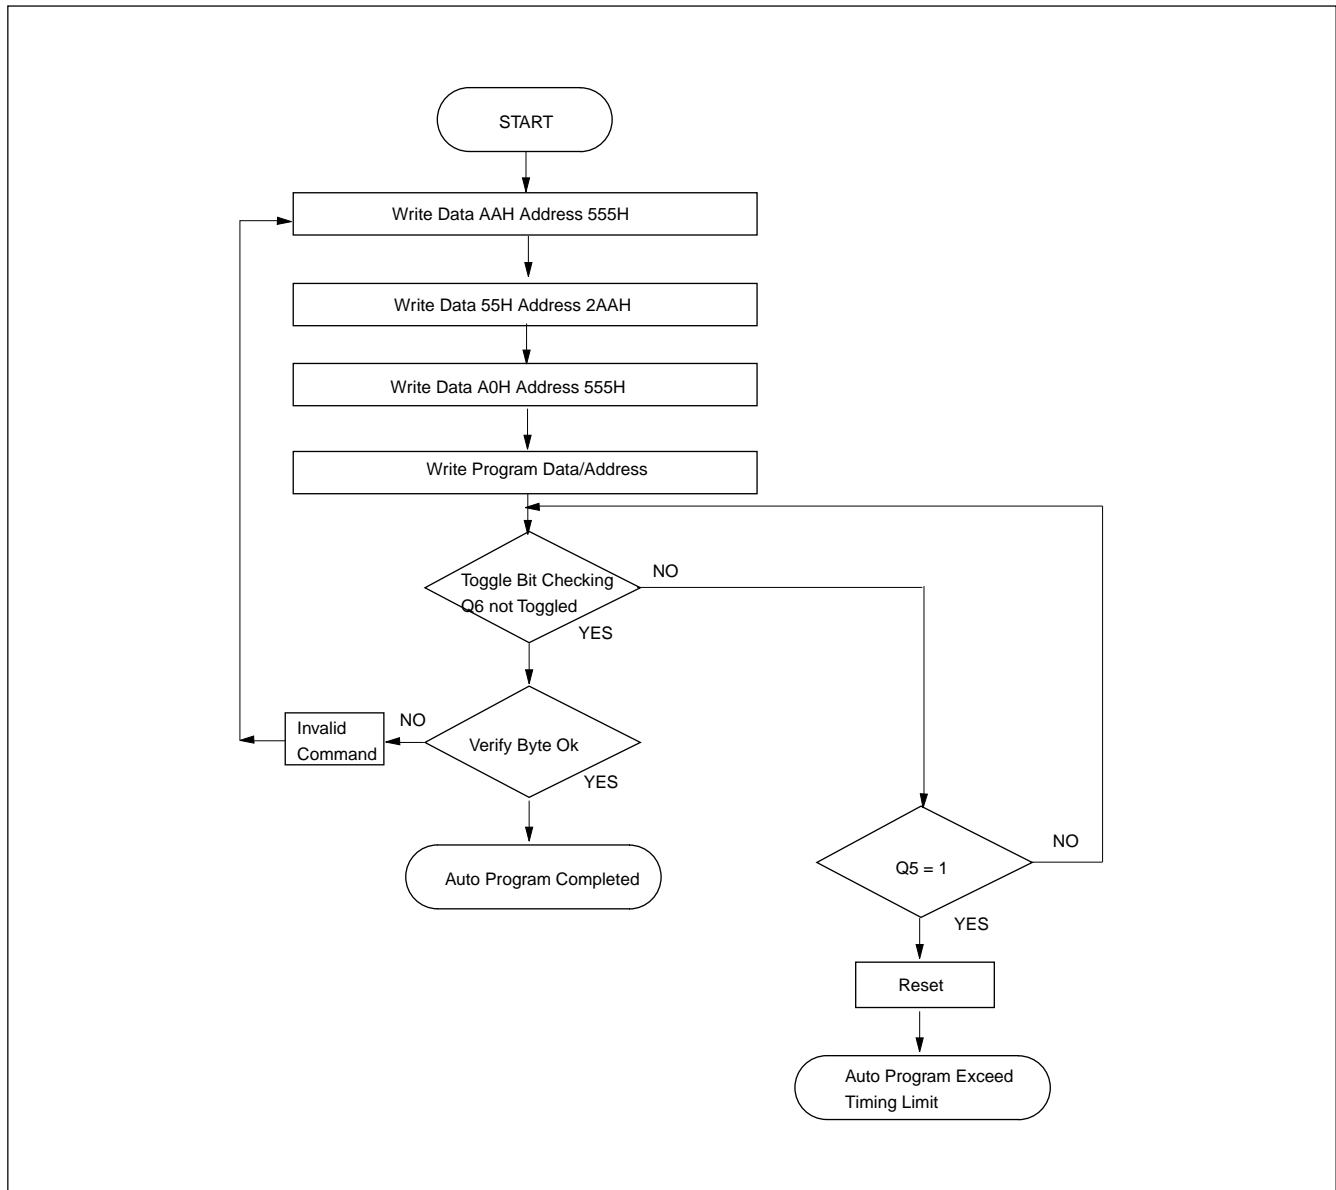 START
Write Data AAH Address 555H
Write Data 55H Address 2AAH
Write Data A0H Address 555H
Write Program Data/Address
Toggle Bit Checking
Q6 not Toggled
NO
YES
Invalid
Command
NO
Verify Byte Ok
YES
Auto Program Completed
Q5 = 1
NO
YES
Reset
Auto Program Exceed
Timing Limit